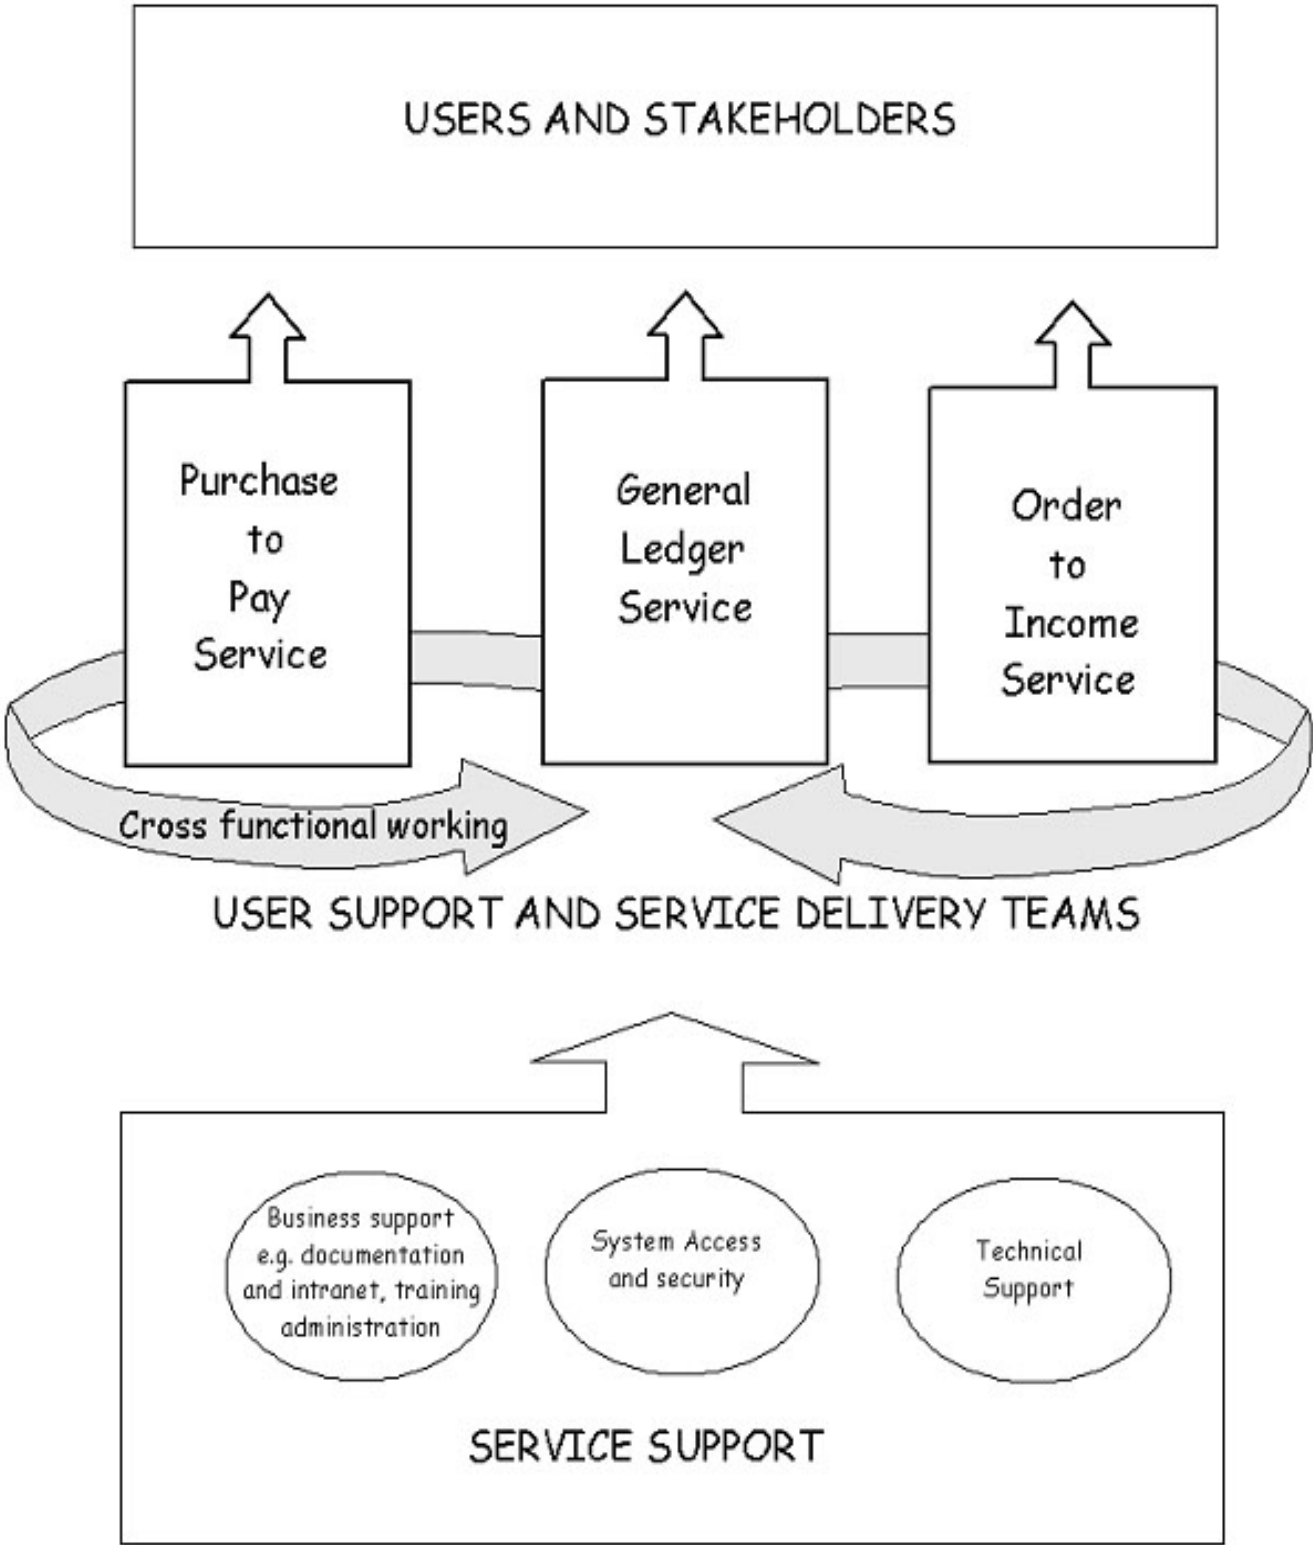 USERS AND STAKEHOLDERS
Purchase
to
Pay
Service
General
Ledger
Service
Order
to
Income
Service
Cross functional working
USER SUPPORT AND SERVICE DELIVERY TEAMS
Business support
e.g. documentation
and intranet, training
administration
System Access
and security
Technical
Support
SERVICE SUPPORT